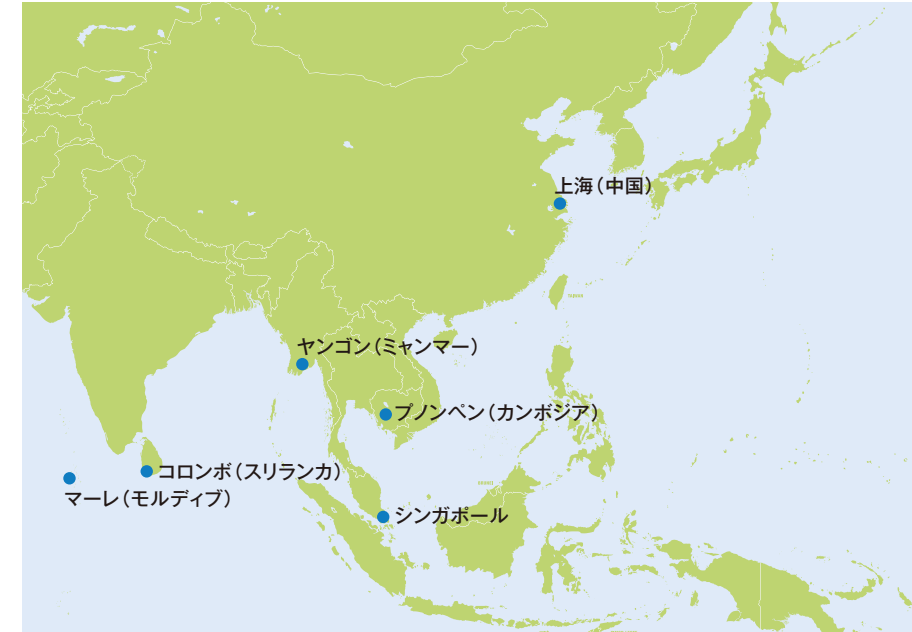 上海（中国）
ヤンゴン（ミャンマー）
プノンペン（カンボジア）
コロンボ（スリランカ）
マーレ（モルディブ）
シンガポール